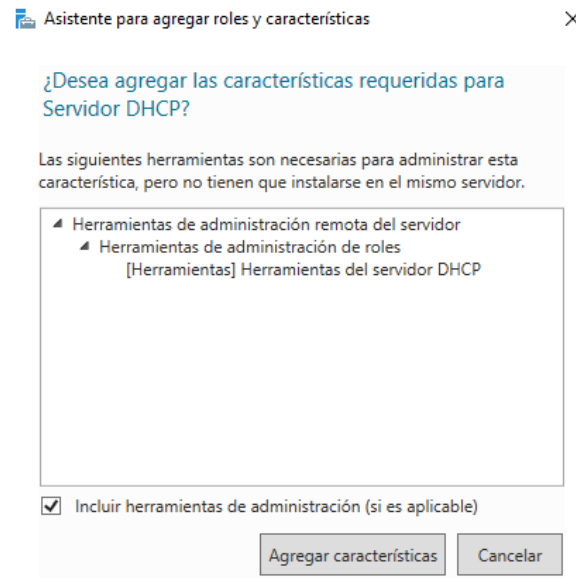 Asistente para agregar roles y características
¿Desea agregar las características requeridas para
Servidor DHCP?
Las siguientes herramientas son necesarias para administrar esta
característica, pero no tienen que instalarse en el mismo servidor.
Herramientas de administración remota del servidor
Herramientas de administración de roles
[Herramientas] Herramientas del servidor DHCP
Incluir herramientas de administración (si es aplicable)
Agregar características
Cancelar